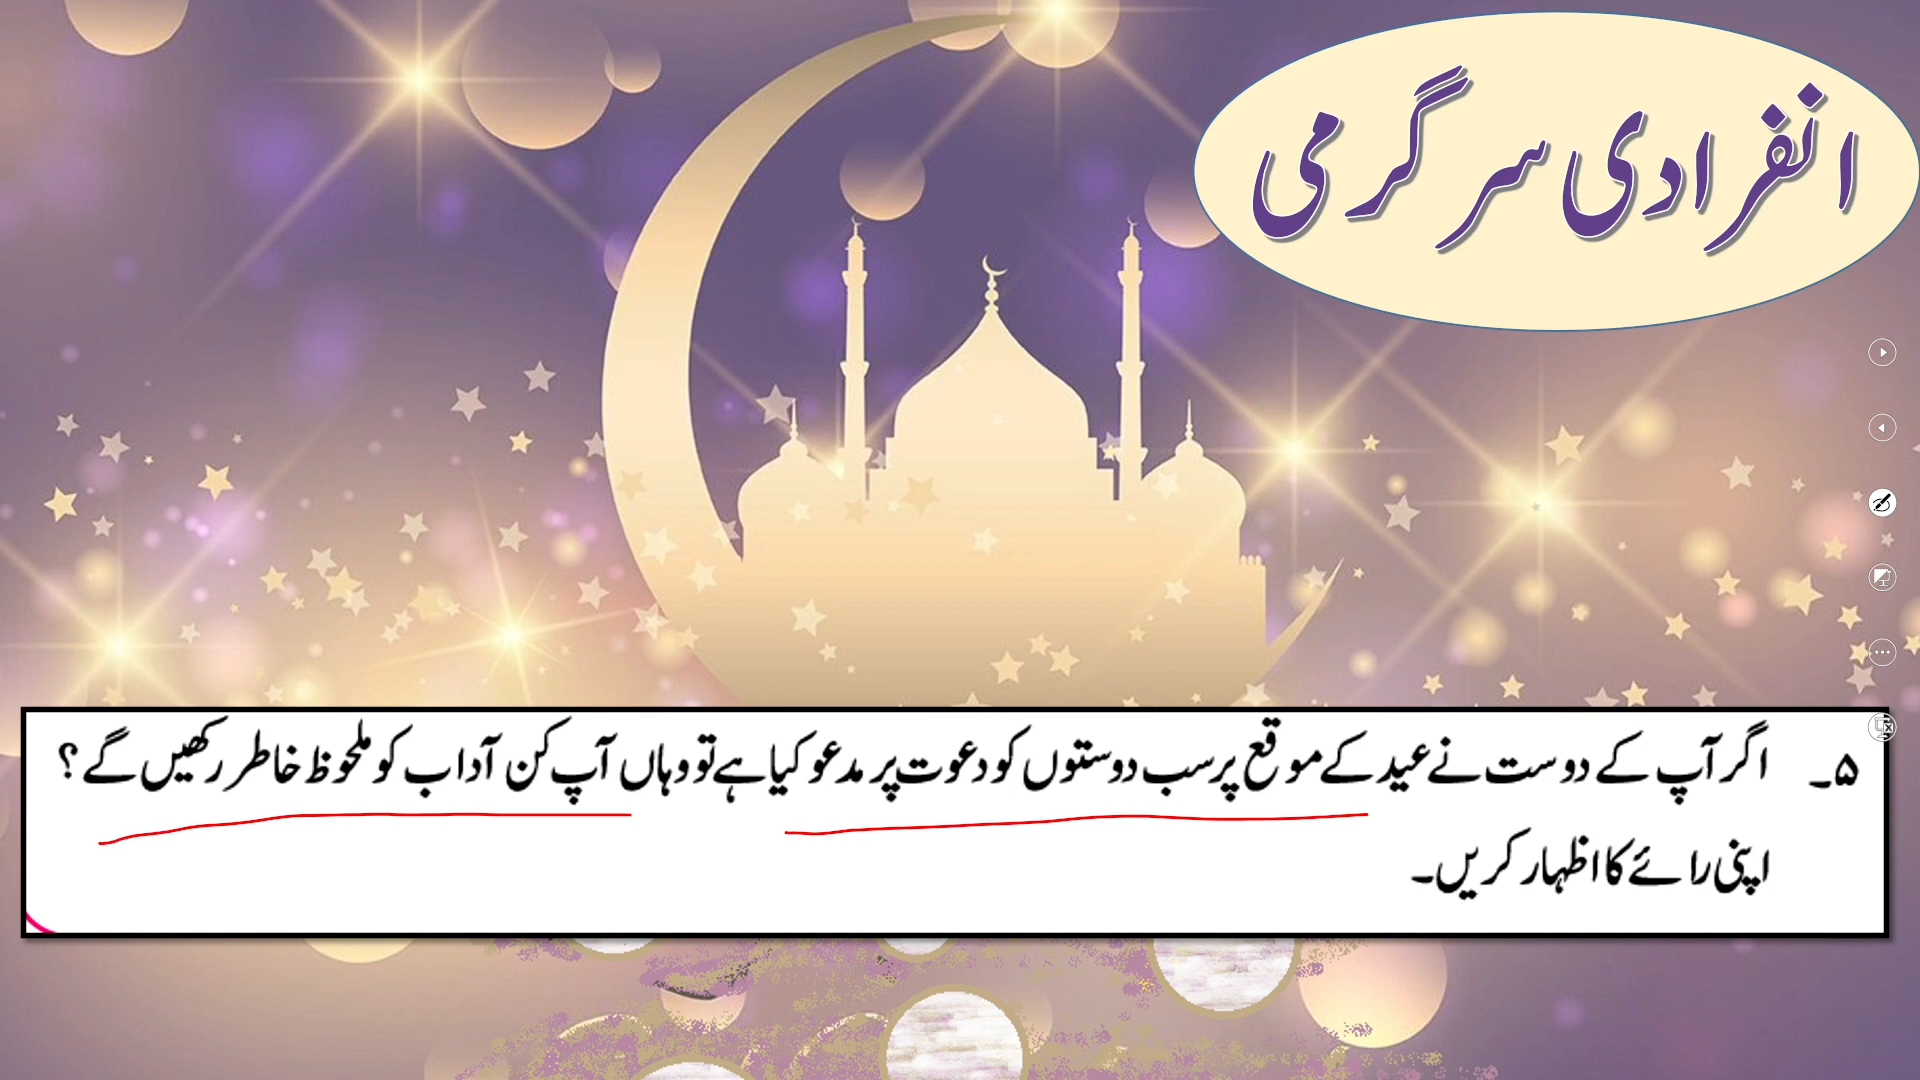 انفرادی سرگرمی
۵۔ اگر آپ کے دوست نے عید کے موقع پر سب دوستوں کو دعوت پر مدعو کیا ہے تو وہاں آپ کن آداب کو ملحوظ خاطر رکھیں گے؟
اپنی رائے کا اظہار کریں۔